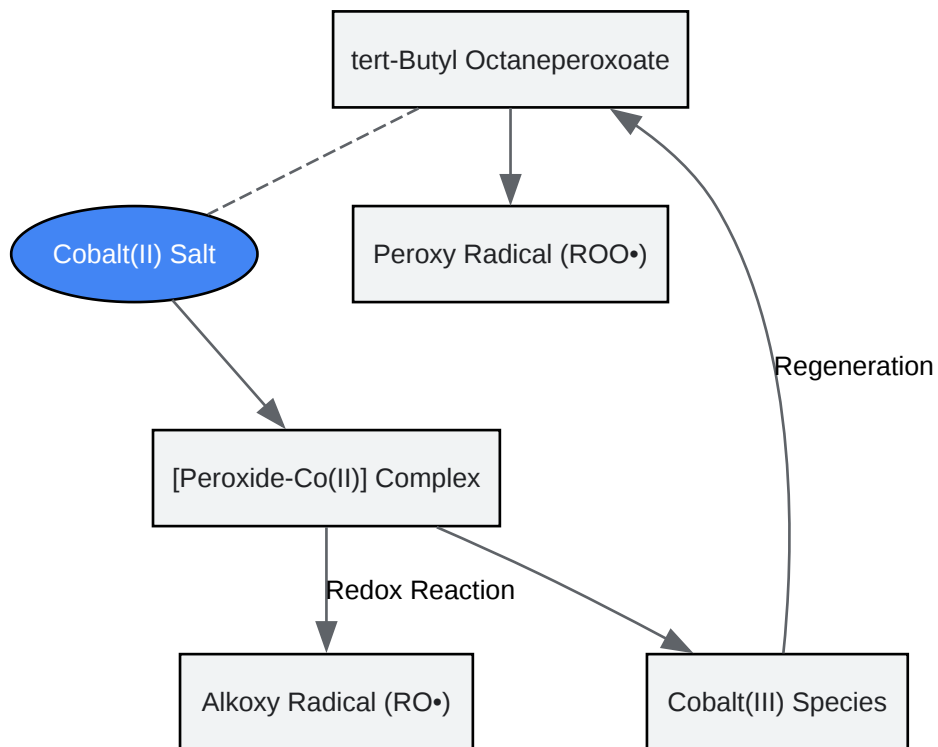 tert-Butyl Octaneperoxoate
Cobalt(II) Salt
Peroxy Radical (ROO•)
Regeneration
[Peroxide-Co(II)] Complex
Redox Reaction
Alkoxy Radical (RO•)
Cobalt(III) Species